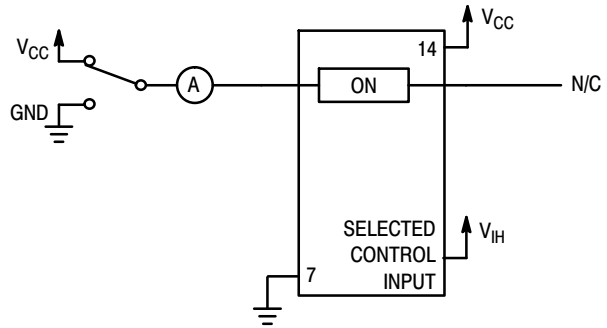 VCC
14
VCC
A
ON
N/C
GND
SELECTED
CONTROL
INPUT
VIH
7